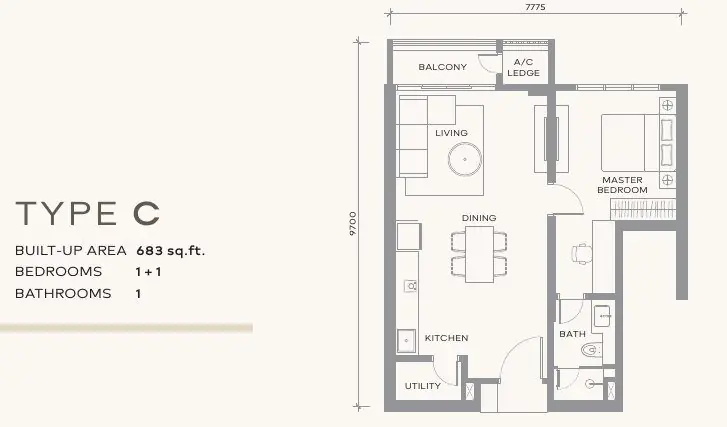 7775
A/C
LEDGE
BALCONY
LIVING
MASTER
BEDROOM
TYPE C
9700
DINING
BUILT-UP AREA 683 sq.ft.
BEDROOMS 1 + 1
BATHROOMS 1
BATH
KITCHEN
UTILITY